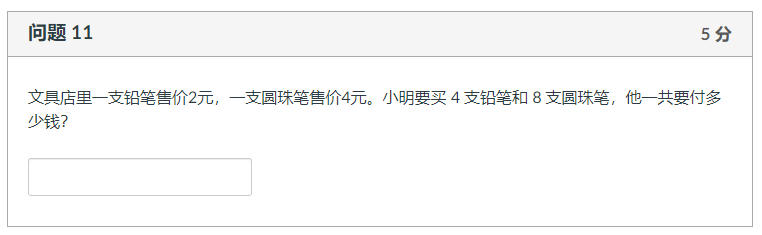 问题 11
5 分
文具店里一支铅笔售价2元，一支圆珠笔售价4元。小明要买 4 支铅笔和 8 支圆珠笔，他一共要付多
少钱？